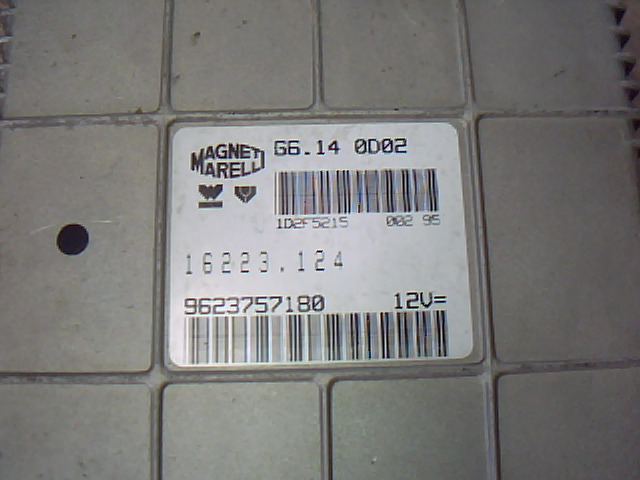 MAGNETI
MARELLI
G6.14 0D02
1D2F5215 002 95
16223.124
9623757180 12V=